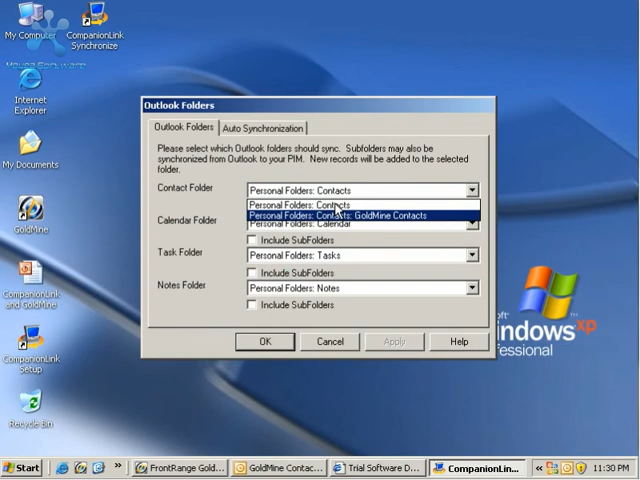 My Computer
CompanionLink
Synchronize
Internet
Explorer
My Documents
GoldMine
CompanionLink
and GoldMine
CompanionLink
Setup
Recycle Bin
Outlook Folders
Outlook Folders
Auto Synchronization
Please select which Outlook folders should sync. Subfolders may also be
synchronized from Outlook to your PIM. New records will be added to the selected
folder.
Contact Folder
Personal Folders: Contacts
Personal Folders: Contacts
Personal Folders: Contacts: GoldMine Contacts
Calendar Folder
Personal Folders: Calendar
Include SubFolders
Task Folder
Personal Folders: Tasks
Include SubFolders
Notes Folder
Personal Folders: Notes
Include SubFolders
OK
Cancel
Apply
Help
Windows xp
Professional
Start
»
FrontRange Gold...
GoldMine Contac...
Trial Software D...
CompanionLin...
«
11:30 PM